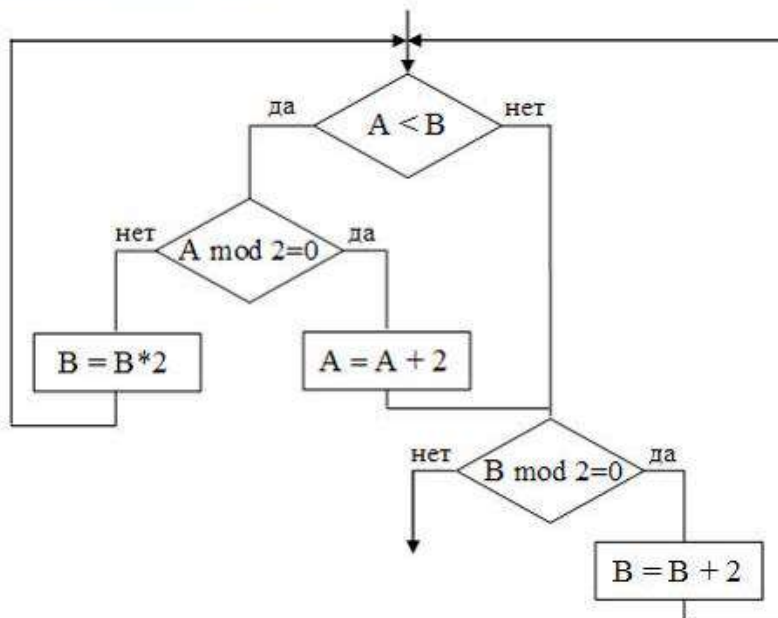 A < B
да
нет
A mod 2=0
нет
да
B = B*2
A = A + 2
B mod 2=0
нет
да
B = B + 2